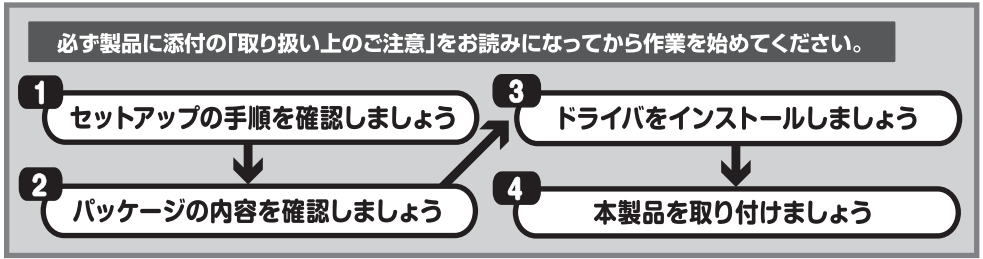 必ず製品に添付の「取り扱い上のご注意」をお読みになってから作業を始めてください。
1
セットアップの手順を確認しましょう
2
パッケージの内容を確認しましょう
3
ドライバをインストールしましょう
4
本製品を取り付けましょう